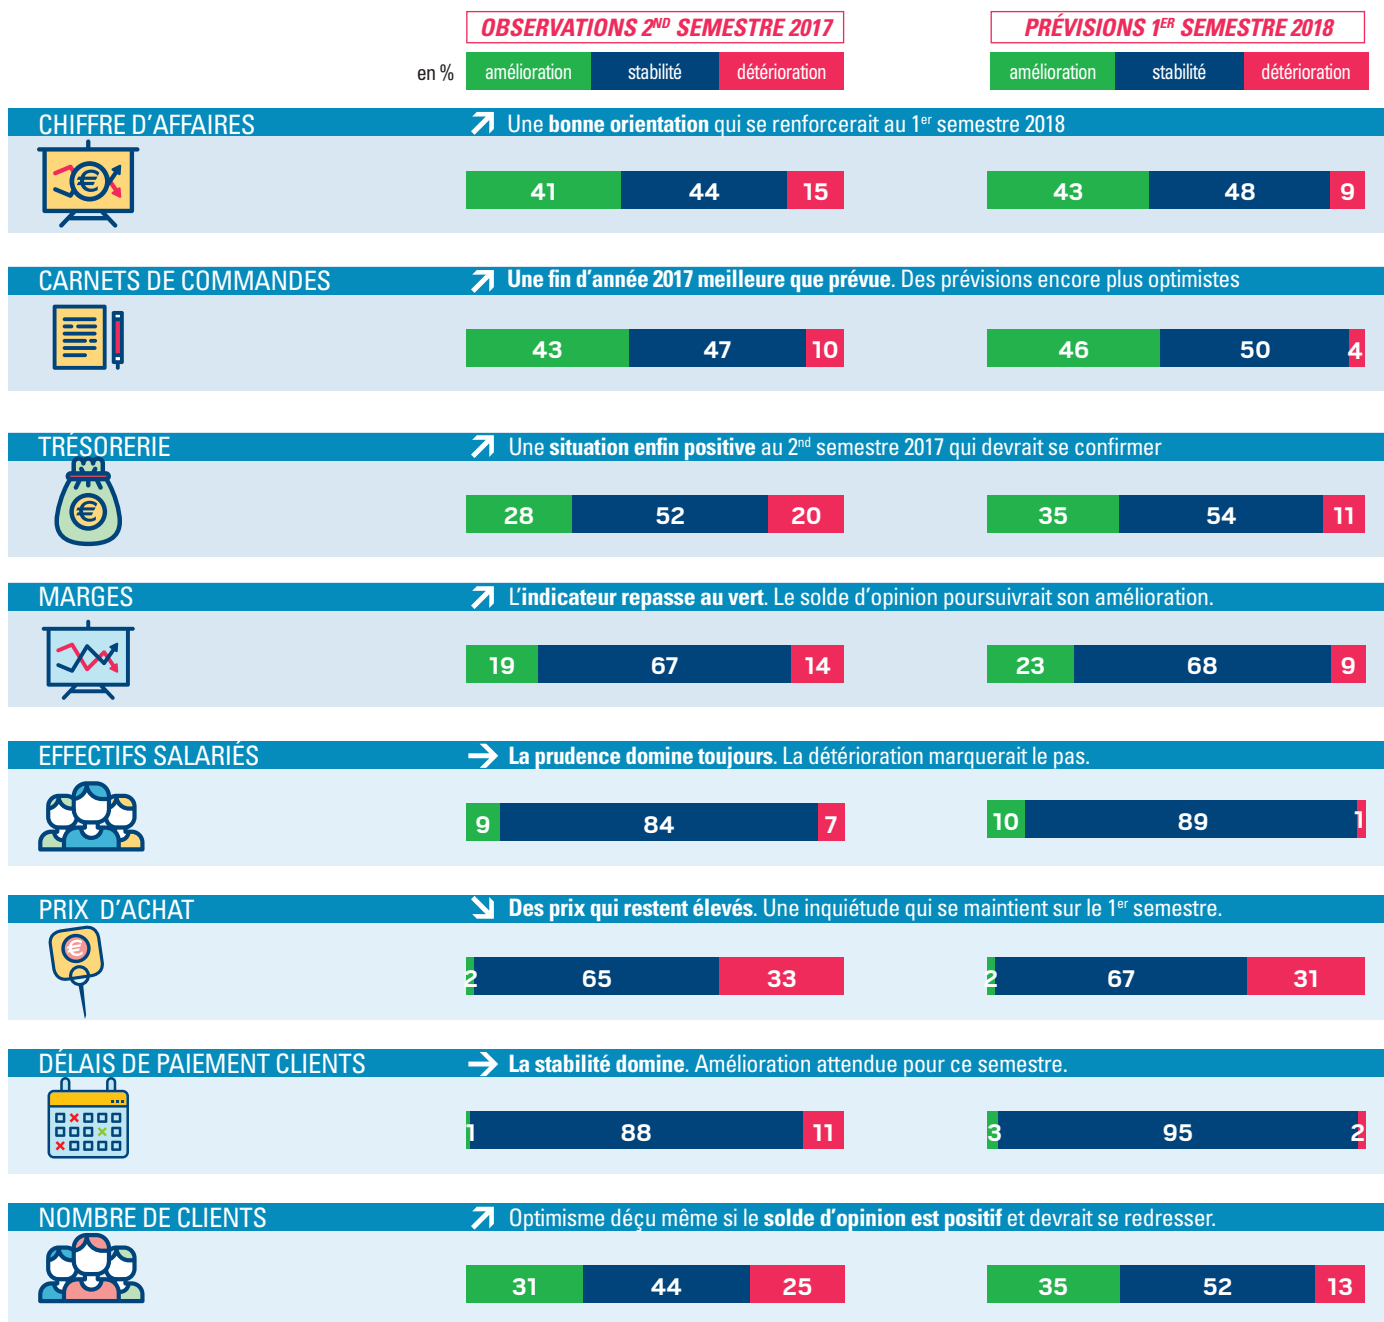 OBSERVATIONS 2ND SEMESTRE 2017
PRÉVISIONS 1ER SEMESTRE 2018
en % amélioration stabilité détérioration
amélioration stabilité détérioration
CHIFFRE D'AFFAIRES
Une bonne orientation qui se renforcerait au 1er semestre 2018
€
41 44 15
43 48 9
CARNETS DE COMMANDES
Une fin d'année 2017 meilleure que prévue. Des prévisions encore plus optimistes
43 47 10
46 50 4
TRÉSORERIE
Une situation enfin positive au 2nd semestre 2017 qui devrait se confirmer
€
28 52 20
35 54 11
MARGES
L'indicateur repasse au vert. Le solde d'opinion poursuivrait son amélioration.
19 67 14
23 68 9
EFFECTIFS SALARIÉS
La prudence domine toujours. La détérioration marquerait le pas.
9 84 7
10 89 1
PRIX D'ACHAT
Des prix qui restent élevés. Une inquiétude qui se maintient sur le 1er semestre.
€
2 65 33
2 67 31
DÉLAIS DE PAIEMENT CLIENTS
La stabilité domine. Amélioration attendue pour ce semestre.
1 88 11
3 95 2
NOMBRE DE CLIENTS
Optimisme déçu même si le solde d'opinion est positif et devrait se redresser.
31 44 25
35 52 13